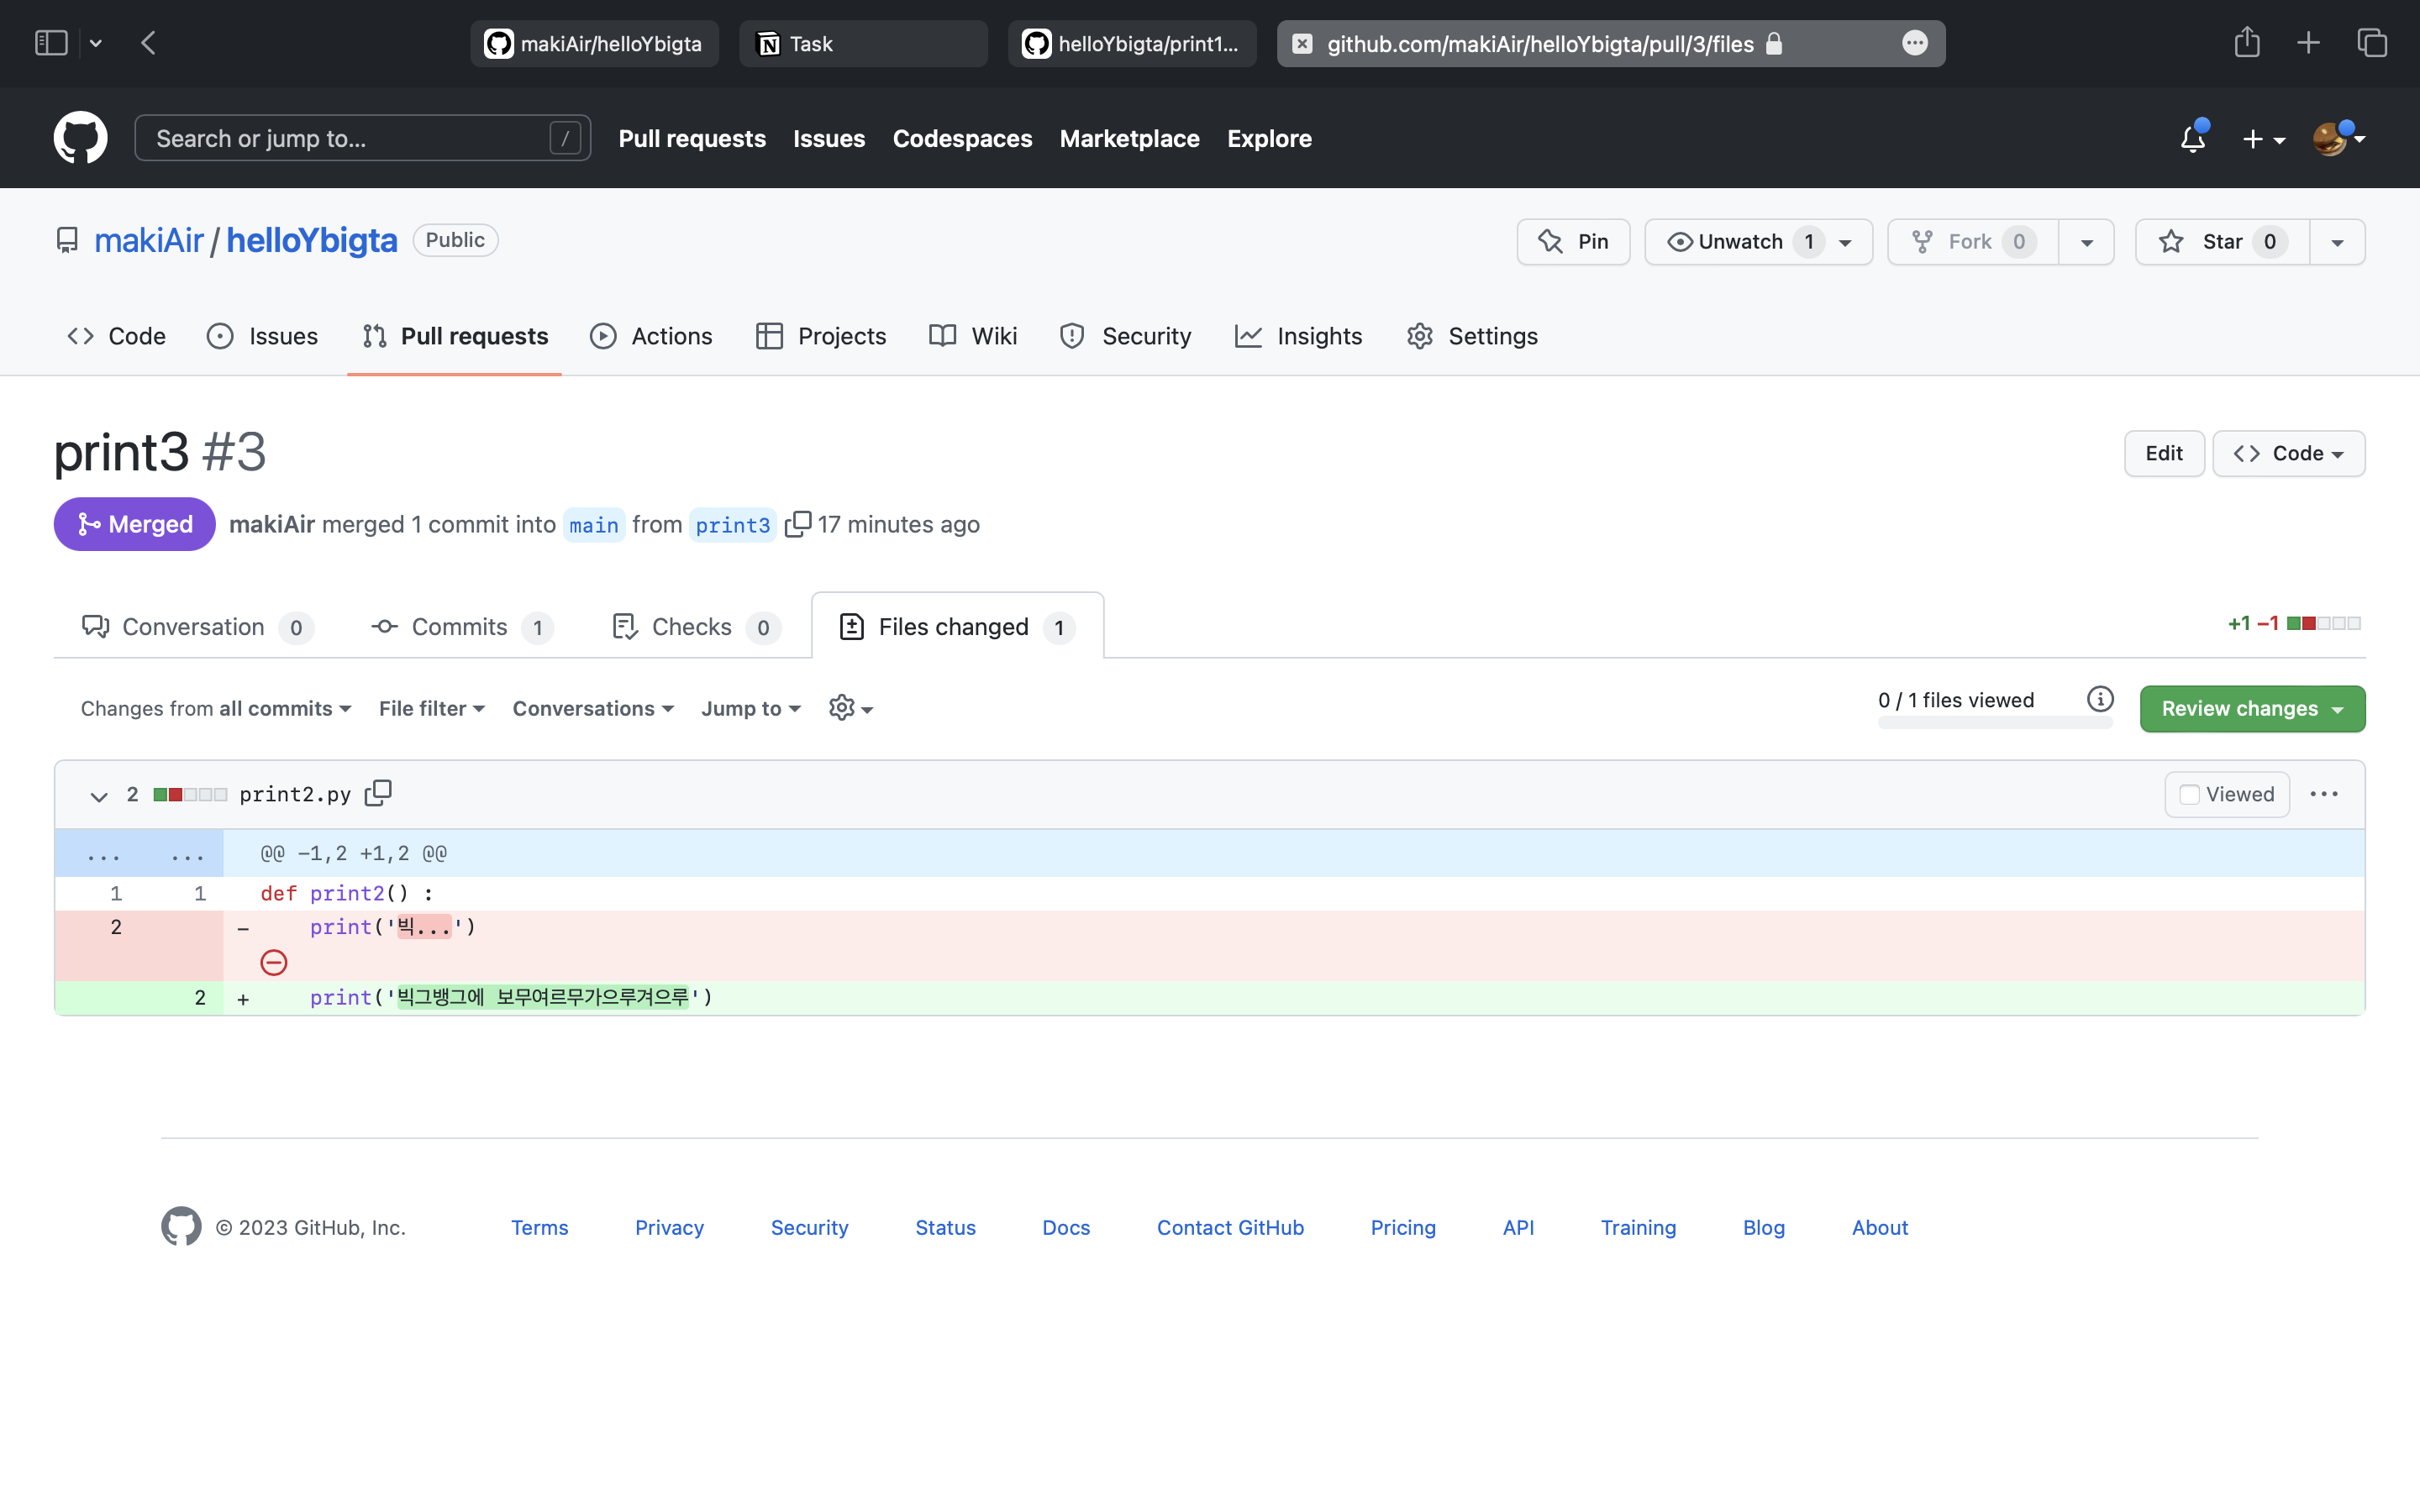 makiAir/helloYbigta
Task
helloYbigta/print1...
github.com/makiAir/helloYbigta/pull/3/files
Search or jump to...
/
Pull requests
Issues
Codespaces
Marketplace
Explore
makiAir / helloYbigta
Public
Pin
Unwatch 1
Fork 0
Star 0
Code
Issues
Pull requests
Actions
Projects
Wiki
Security
Insights
Settings
print3 #3
Edit
Code
Merged
makiAir merged 1 commit into main from print3 17 minutes ago
Conversation 0
Commits 1
Checks 0
Files changed 1
+1 −1
Changes from all commits
File filter
Conversations
Jump to
0 / 1 files viewed
Review changes
2 print2.py
Viewed
... ... @@ −1,2 +1,2 @@
1 1 def print2() :
2 - print('빅...')
2 + print('빅그뱅그에 보무여르무가으루겨으루')
© 2023 GitHub, Inc.
Terms
Privacy
Security
Status
Docs
Contact GitHub
Pricing
API
Training
Blog
About